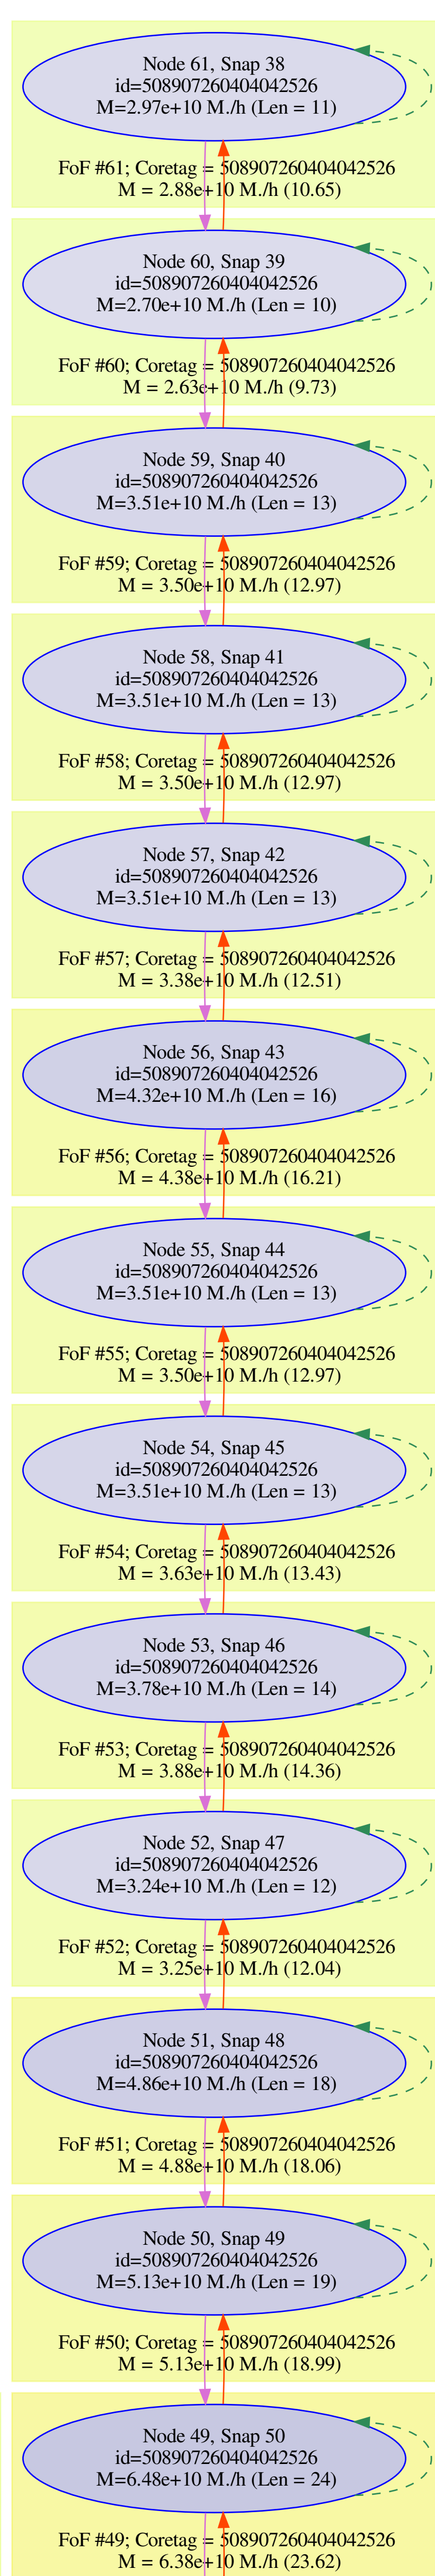 Node 61, Snap 38
id=508907260404042526
M=2.97e+10 M./h (Len = 11)
FoF #61; Coretag = 508907260404042526
M = 2.88e+10 M./h (10.65)
Node 60, Snap 39
id=508907260404042526
M=2.70e+10 M./h (Len = 10)
FoF #60; Coretag = 508907260404042526
M = 2.63e+10 M./h (9.73)
Node 59, Snap 40
id=508907260404042526
M=3.51e+10 M./h (Len = 13)
FoF #59; Coretag = 508907260404042526
M = 3.50e+10 M./h (12.97)
Node 58, Snap 41
id=508907260404042526
M=3.51e+10 M./h (Len = 13)
FoF #58; Coretag = 508907260404042526
M = 3.50e+10 M./h (12.97)
Node 57, Snap 42
id=508907260404042526
M=3.51e+10 M./h (Len = 13)
FoF #57; Coretag = 508907260404042526
M = 3.38e+10 M./h (12.51)
Node 56, Snap 43
id=508907260404042526
M=4.32e+10 M./h (Len = 16)
FoF #56; Coretag = 508907260404042526
M = 4.38e+10 M./h (16.21)
Node 55, Snap 44
id=508907260404042526
M=3.51e+10 M./h (Len = 13)
FoF #55; Coretag = 508907260404042526
M = 3.50e+10 M./h (12.97)
Node 54, Snap 45
id=508907260404042526
M=3.51e+10 M./h (Len = 13)
FoF #54; Coretag = 508907260404042526
M = 3.63e+10 M./h (13.43)
Node 53, Snap 46
id=508907260404042526
M=3.78e+10 M./h (Len = 14)
FoF #53; Coretag = 508907260404042526
M = 3.88e+10 M./h (14.36)
Node 52, Snap 47
id=508907260404042526
M=3.24e+10 M./h (Len = 12)
FoF #52; Coretag = 508907260404042526
M = 3.25e+10 M./h (12.04)
Node 51, Snap 48
id=508907260404042526
M=4.86e+10 M./h (Len = 18)
FoF #51; Coretag = 508907260404042526
M = 4.88e+10 M./h (18.06)
Node 50, Snap 49
id=508907260404042526
M=5.13e+10 M./h (Len = 19)
FoF #50; Coretag = 508907260404042526
M = 5.13e+10 M./h (18.99)
Node 49, Snap 50
id=508907260404042526
M=6.48e+10 M./h (Len = 24)
FoF #49; Coretag = 508907260404042526
M = 6.38e+10 M./h (23.62)